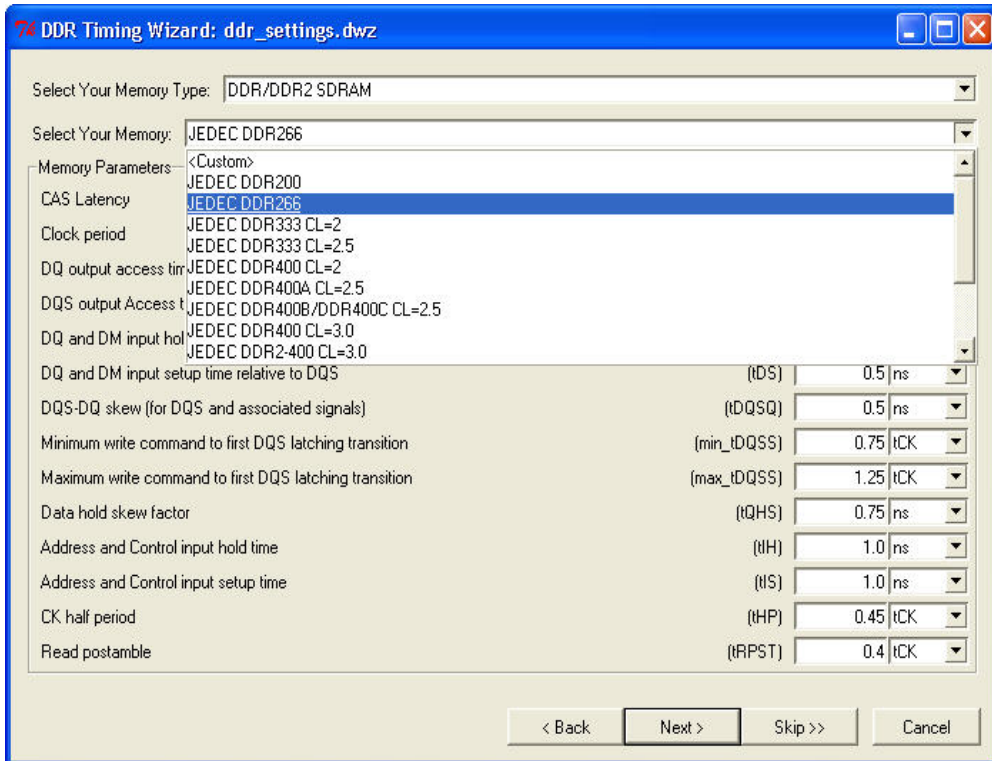 DDR Timing Wizard: ddr_settings.dwz
Select Your Memory Type: DDR/DDR2 SDRAM
Select Your Memory: JEDEC DDR266
Memory Parameters
<Custom>
JEDEC DDR200
CAS Latency
JEDEC DDR266
JEDEC DDR333 CL=2
Clock period
JEDEC DDR333 CL=2.5
DQ output access tim
JEDEC DDR400 CL=2
JEDEC DDR400A CL=2.5
DQS output Access t
JEDEC DDR400B/DDR400C CL=2.5
DQ and DM input hol
JEDEC DDR400 CL=3.0
JEDEC DDR2-400 CL=3.0
DQ and DM input setup time relative to DQS (tDS) 0.5 ns
DQS-DQ skew (for DQS and associated signals) (tDQSQ) 0.5 ns
Minimum write command to first DQS latching transition (min_tDQSS) 0.75 tCK
Maximum write command to first DQS latching transition (max_tDQSS) 1.25 tCK
Data hold skew factor (tQHS) 0.75 ns
Address and Control input hold time (tIH) 1.0 ns
Address and Control input setup time (tIS) 1.0 ns
CK half period (tHP) 0.45 tCK
Read postamble (tRPST) 0.4 tCK
< Back Next > Skip >> Cancel